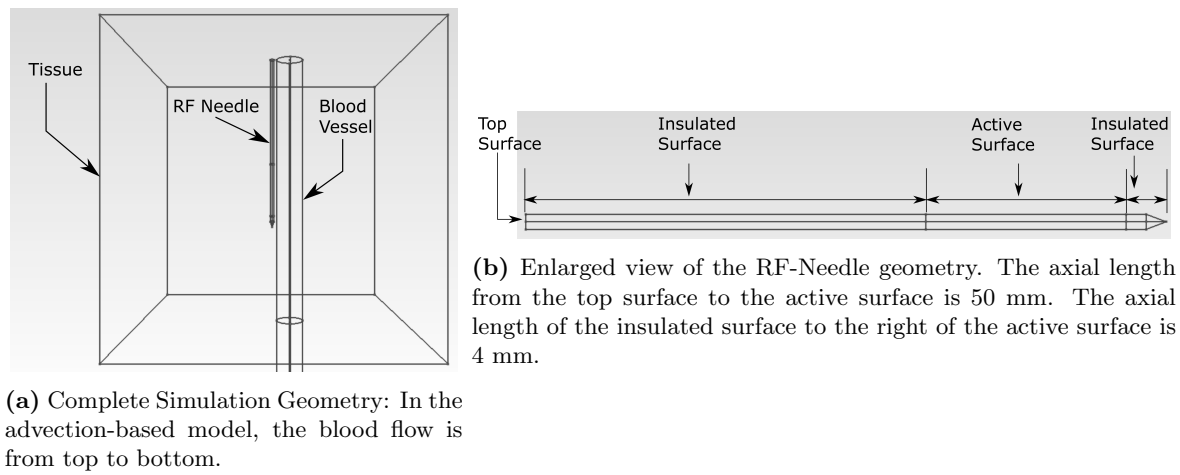 Tissue
RF Needle
Blood
Vessel
(a) Complete Simulation Geometry: In the
advection-based model, the blood flow is
from top to bottom.
Top
Surface
Insulated
Surface
Active
Surface
Insulated
Surface
(b) Enlarged view of the RF-Needle geometry. The axial length
from the top surface to the active surface is 50 mm. The axial
length of the insulated surface to the right of the active surface is
4 mm.